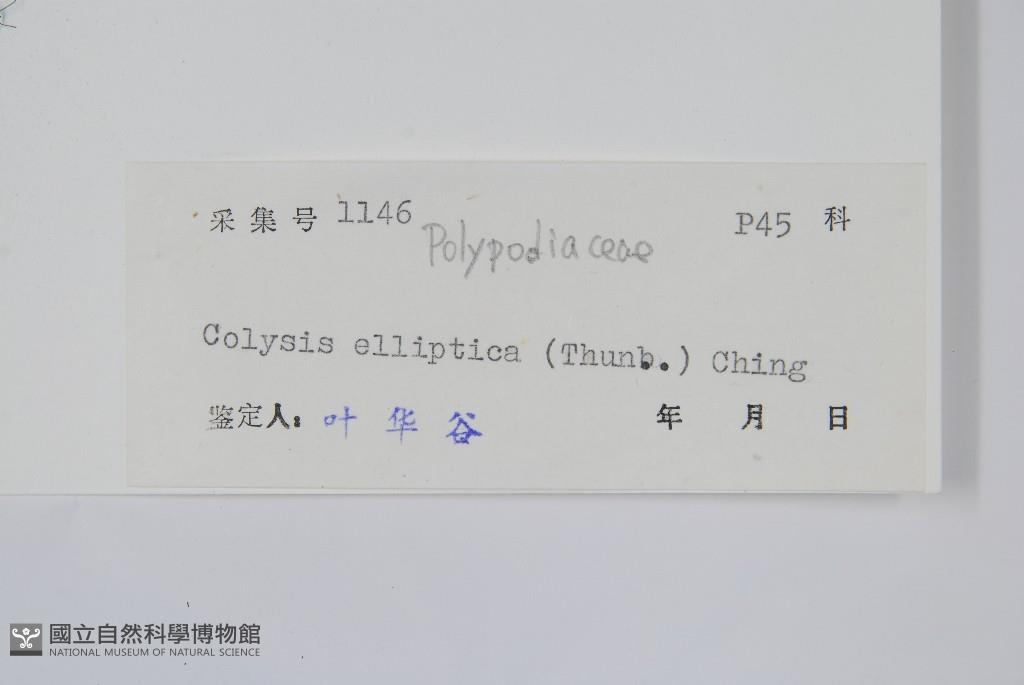 采集号 1146 P45 科
Polypodiaceae
Colysis elliptica (Thunb.) Ching
鉴定人: 叶华谷 年 月 日
國立自然科學博物館
NATIONAL MUSEUM OF NATURAL SCIENCE